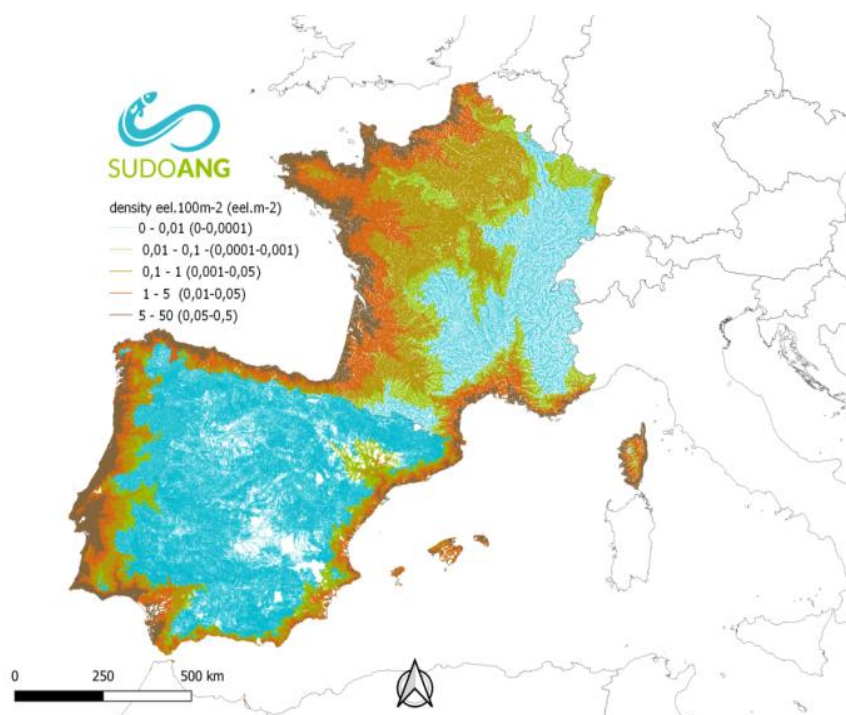 SUDOANG
density eel.100m-2 (eel.m-2)
0 - 0,01 (0-0,0001)
0,01 - 0,1 -(0,0001-0,001)
0,1 - 1 (0,001-0,05)
1 - 5 (0,01-0,05)
5 - 50 (0,05-0,5)
0 250 500 km